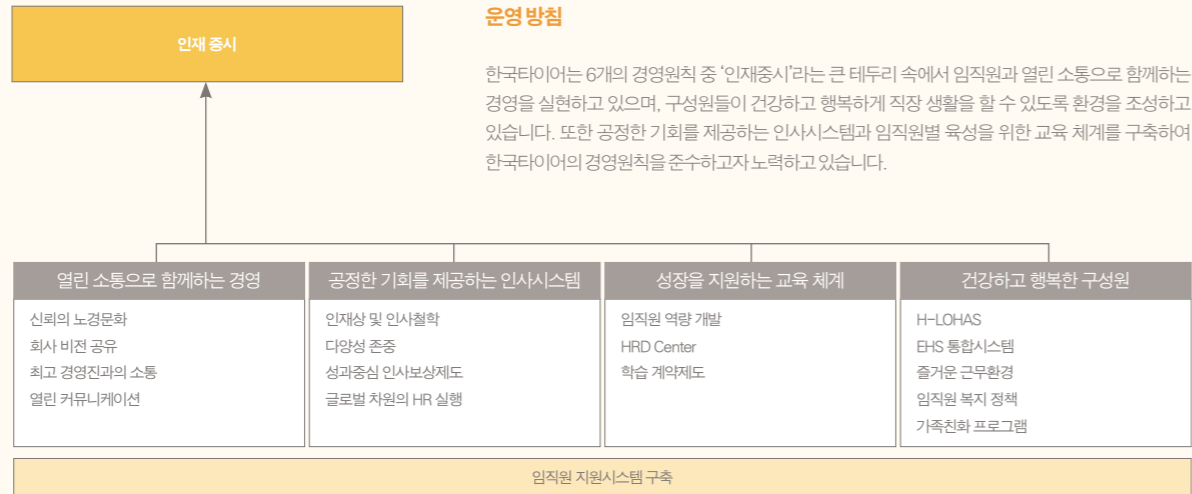 인재 중시
운영 방침
한국타이어는 6개의 경영원칙 중 ‘인재중시’라는 큰 테두리 속에서 임직원과 열린 소통으로 함께하는
경영을 실현하고 있으며, 구성원들이 건강하고 행복하게 직장 생활을 할 수 있도록 환경을 조성하고
있습니다. 또한 공정한 기회를 제공하는 인사시스템과 임직원별 육성을 위한 교육 체계를 구축하여
한국타이어의 경영원칙을 준수하고자 노력하고 있습니다.
열린 소통으로 함께하는 경영
신뢰의 노경문화
회사 비전 공유
최고 경영진과의 소통
열린 커뮤니케이션
공정한 기회를 제공하는 인사시스템
인재상 및 인사철학
다양성 존중
성과중심 인사보상제도
글로벌 차원의 HR 실행
성장을 지원하는 교육 체계
임직원 역량 개발
HRD Center
학습 계약제도
건강하고 행복한 구성원
H-LOHAS
EHS 통합시스템
즐거운 근무환경
임직원 복지 정책
가족친화 프로그램
임직원 지원시스템 구축